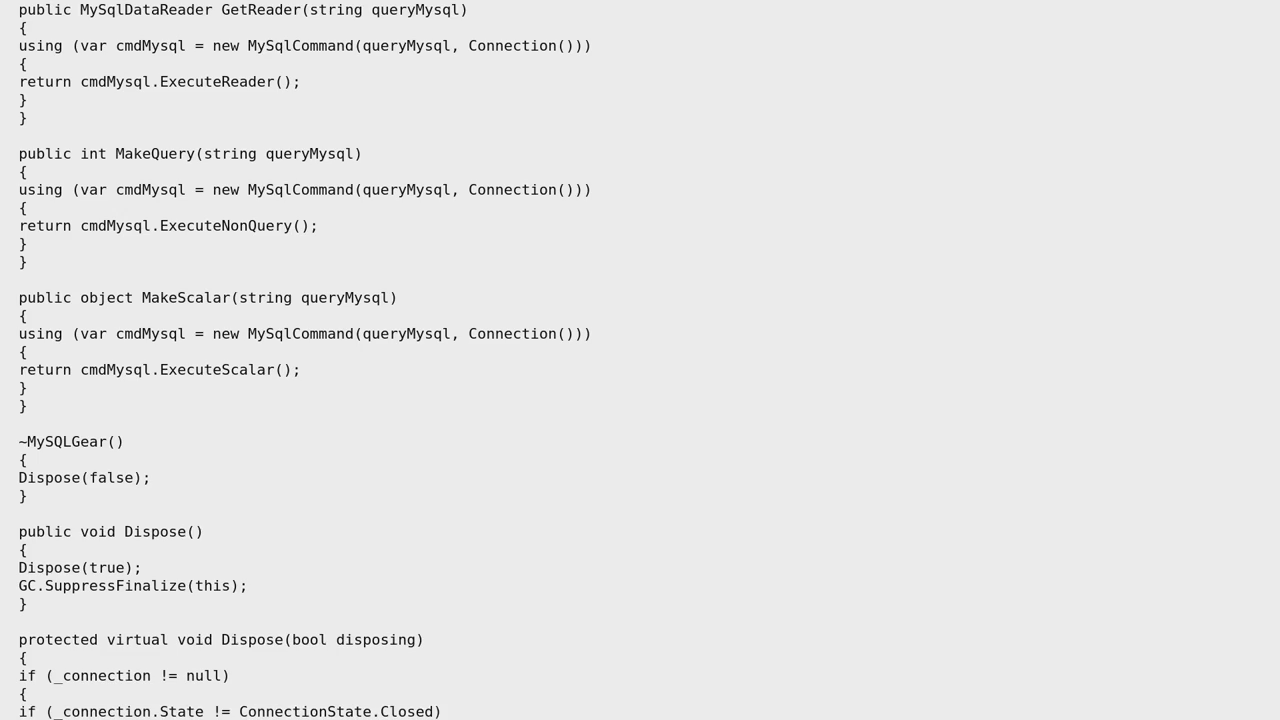 public MySqlDataReader GetReader(string queryMysql)
{
using (var cmdMysql = new MySqlCommand(queryMysql, Connection()))
{
return cmdMysql.ExecuteReader();
}
}

public int MakeQuery(string queryMysql)
{
using (var cmdMysql = new MySqlCommand(queryMysql, Connection()))
{
return cmdMysql.ExecuteNonQuery();
}
}

public object MakeScalar(string queryMysql)
{
using (var cmdMysql = new MySqlCommand(queryMysql, Connection()))
{
return cmdMysql.ExecuteScalar();
}
}

~MySQLGear()
{
Dispose(false);
}

public void Dispose()
{
Dispose(true);
GC.SuppressFinalize(this);
}

protected virtual void Dispose(bool disposing)
{
if (_connection != null)
{
if (_connection.State != ConnectionState.Closed)